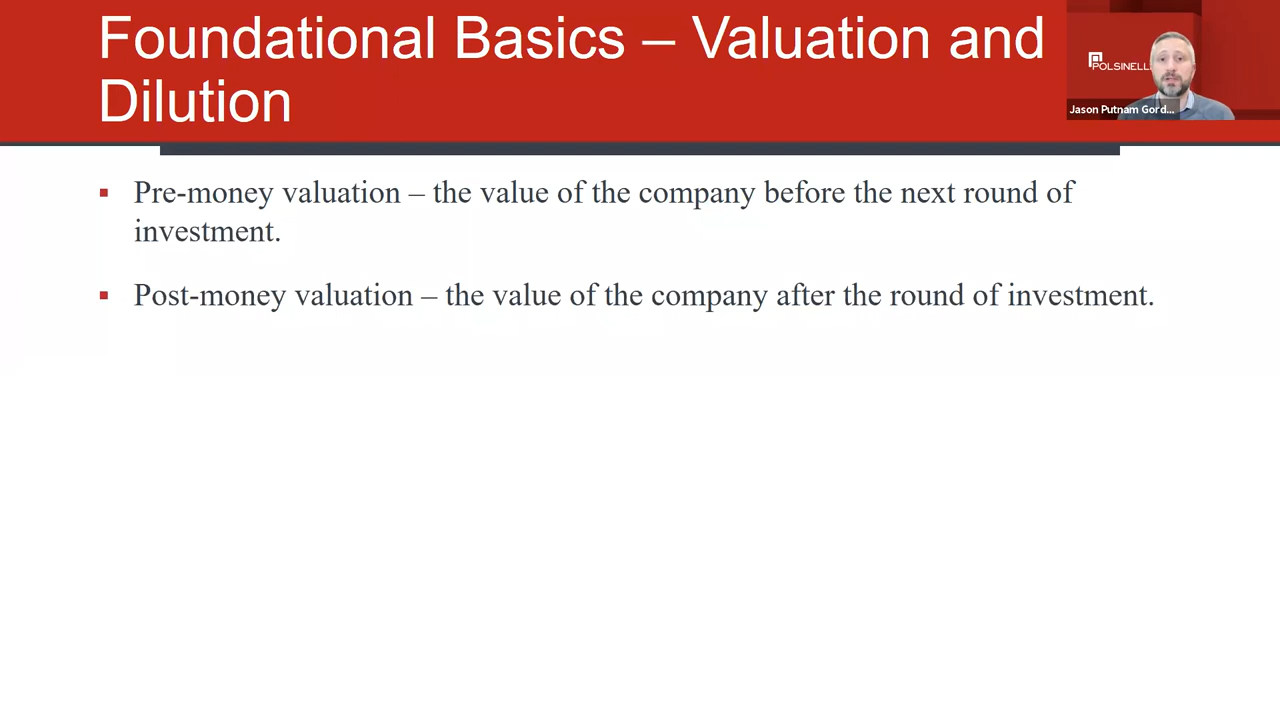 Foundational Basics – Valuation and
Dilution
POLSINELL
Jason Putnam Gord...
▪ Pre-money valuation – the value of the company before the next round of
investment.
▪ Post-money valuation – the value of the company after the round of investment.